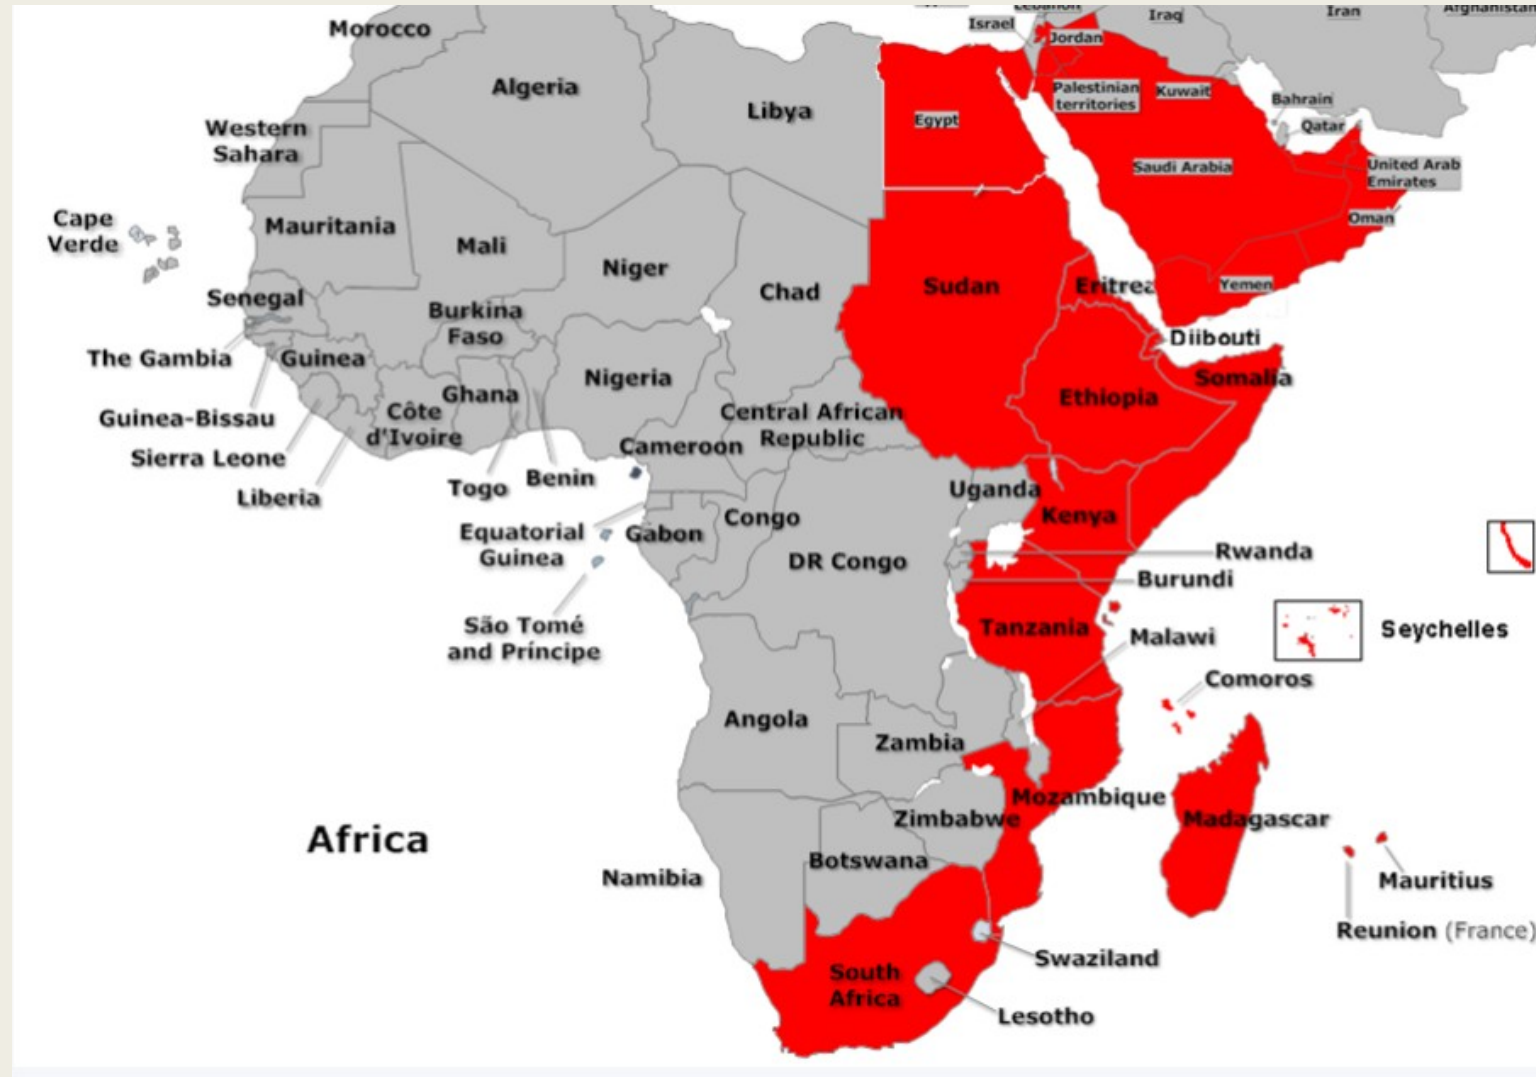 Lebanon
Iraq
Iran
Afghanistan
Israel
Jordan
Morocco
Algeria
Libya
Egypt
Palestinian
territories
Kuwait
Bahrain
Qatar
Western
Sahara
Saudi Arabia
United Arab
Emirates
Oman
Cape
Verde
Mauritania
Mali
Niger
Chad
Sudan
Eritrea
Yemen
Senegal
Burkina
Faso
Diibouti
The Gambia
Guinea
Nigeria
Somalia
Ghana
Ethiopia
Guinea-Bissau
Côte
d'Ivoire
Central African
Republic
Cameroon
Sierra Leone
Liberia
Togo
Benin
Uganda
Kenya
Equatorial
Guinea
Gabon
Congo
DR Congo
Rwanda
Burundi
São Tomé
and Príncipe
Tanzania
Malawi
Seychelles
Comoros
Angola
Zambia
Mozambique
Zimbabwe
Madagascar
Africa
Botswana
Namibia
Mauritius
Reunion (France)
Swaziland
South
Africa
Lesotho